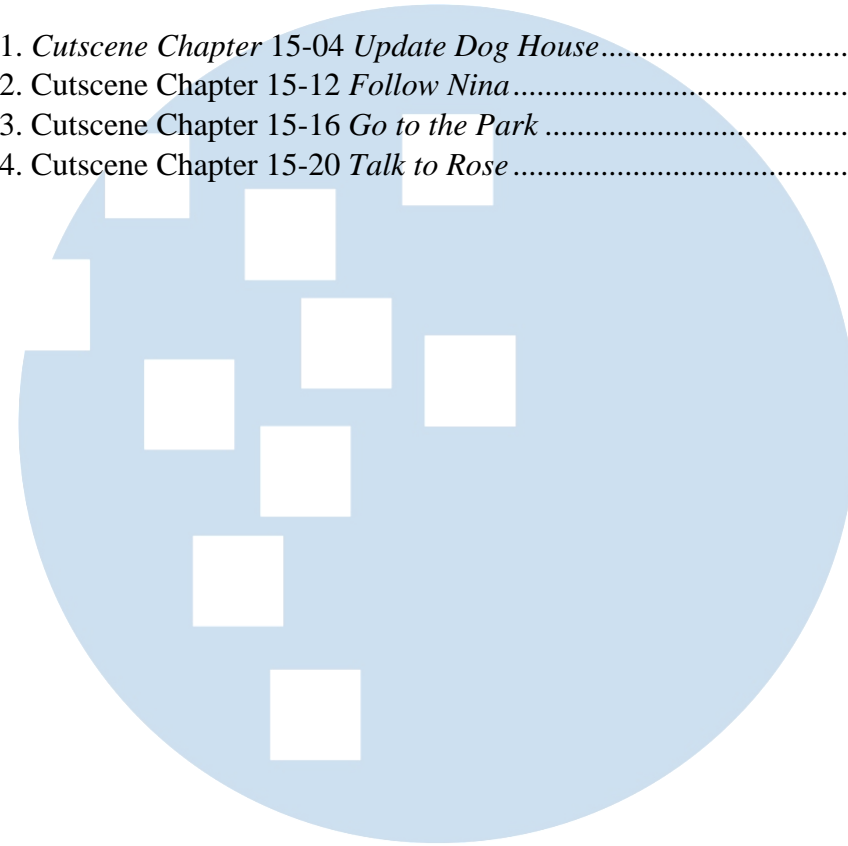 1. Cutscene Chapter 15-04 Update Dog House..............................
2. Cutscene Chapter 15-12 Follow Nina.........................................
3. Cutscene Chapter 15-16 Go to the Park.....................................
4. Cutscene Chapter 15-20 Talk to Rose.........................................